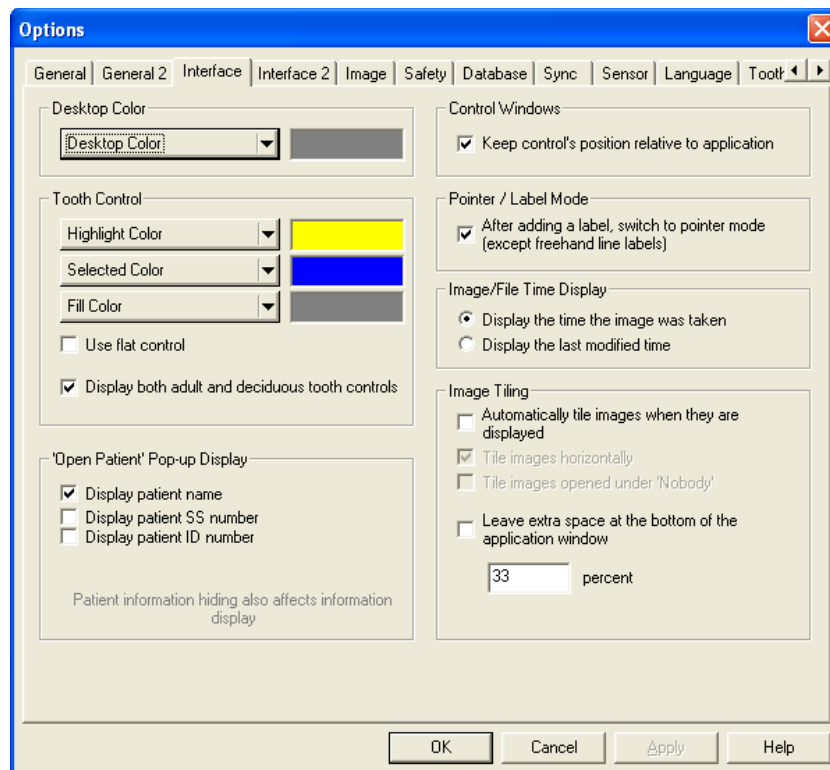 Options
General
General 2
Interface
Interface 2
Image
Safety
Database
Sync
Sensor
Language
Desktop Color
Desktop Color
Tooth Control
Highlight Color
Selected Color
Fill Color
Use flat control
Display both adult and deciduous tooth controls
'Open Patient' Pop-up Display
Display patient name
Display patient SS number
Display patient ID number
Patient information hiding also affects information
display
Control Windows
Keep control's position relative to application
Pointer / Label Mode
After adding a label, switch to pointer mode
(except freehand line labels)
Image/File Time Display
Display the time the image was taken
Display the last modified time
Image Tiling
Automatically tile images when they are
displayed
Tile images horizontally
Tile images opened under 'Nobody'
Leave extra space at the bottom of the
application window
33 percent
OK
Cancel
Apply
Help